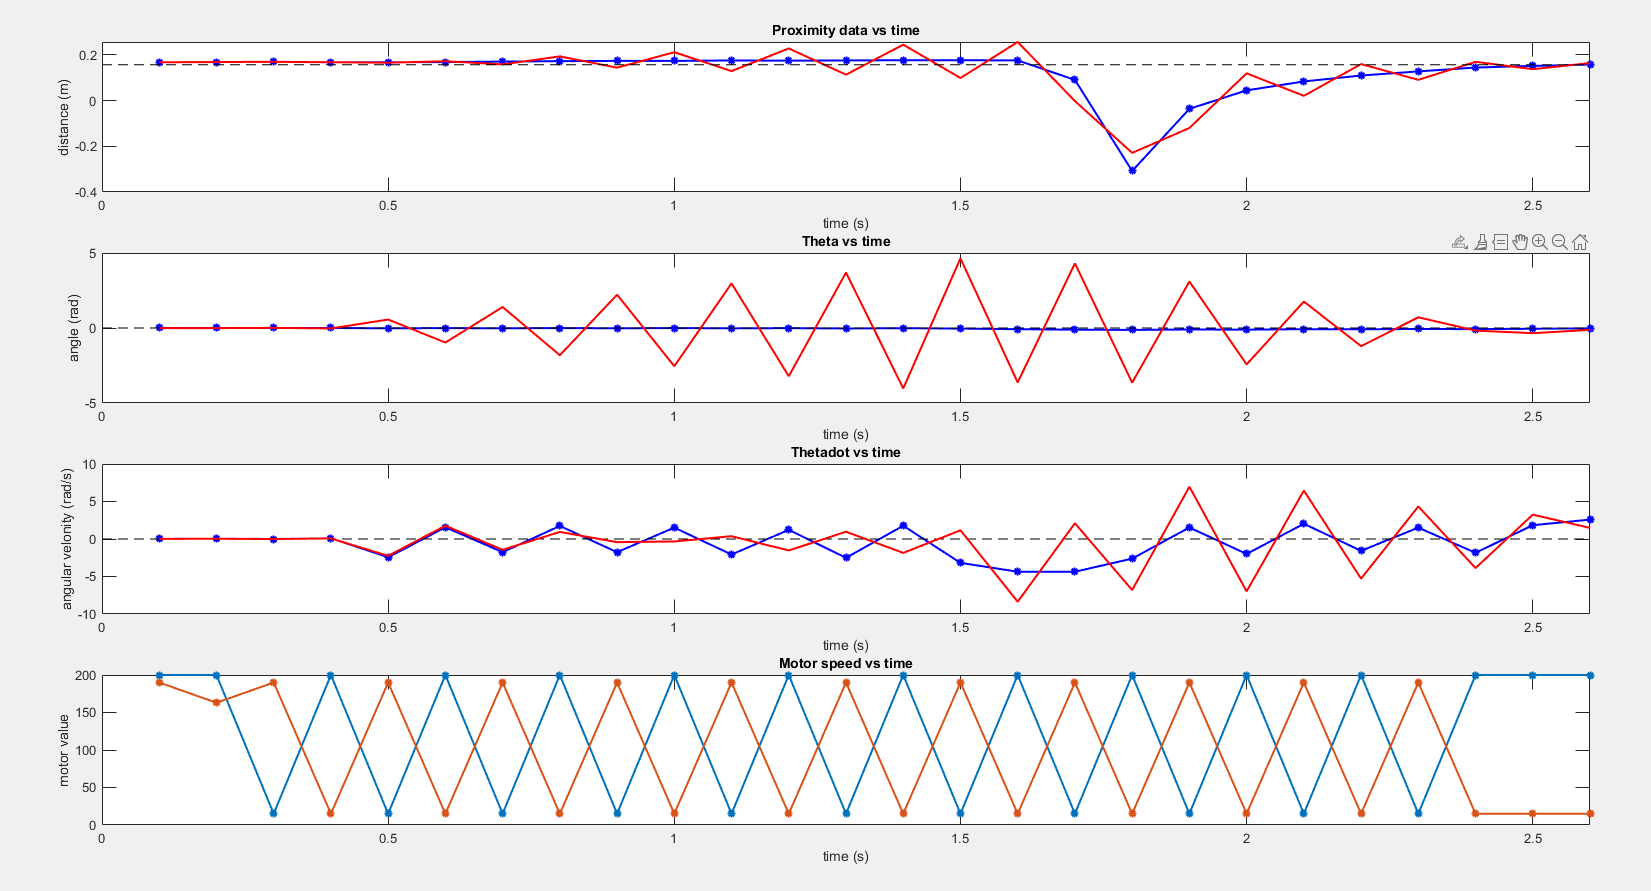 Proximity data vs time
distance (m)
0.2
0
-0.2
-0.4
0 0.5 1 1.5 2 2.5
time (s)
Theta vs time
angle (rad)
5
0
-5
0 0.5 1 1.5 2 2.5
time (s)
Thetadot vs time
angular velonity (rad/s)
10
5
0
-5
-10
0 0.5 1 1.5 2 2.5
time (s)
Motor speed vs time
motor value
200
150
100
50
0
0 0.5 1 1.5 2 2.5
time (s)